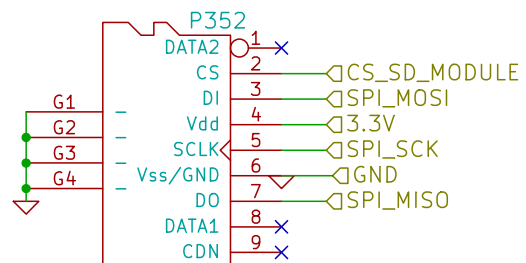 P352
DATA2 1
CS 2 CS_SD_MODULE
G1 DI 3 SPI_MOSI
G2 Vdd 4 3.3V
G3 SCLK 5 SPI_SCK
G4 Vss/GND 6 GND
DO 7 SPI_MISO
DATA1 8
CDN 9